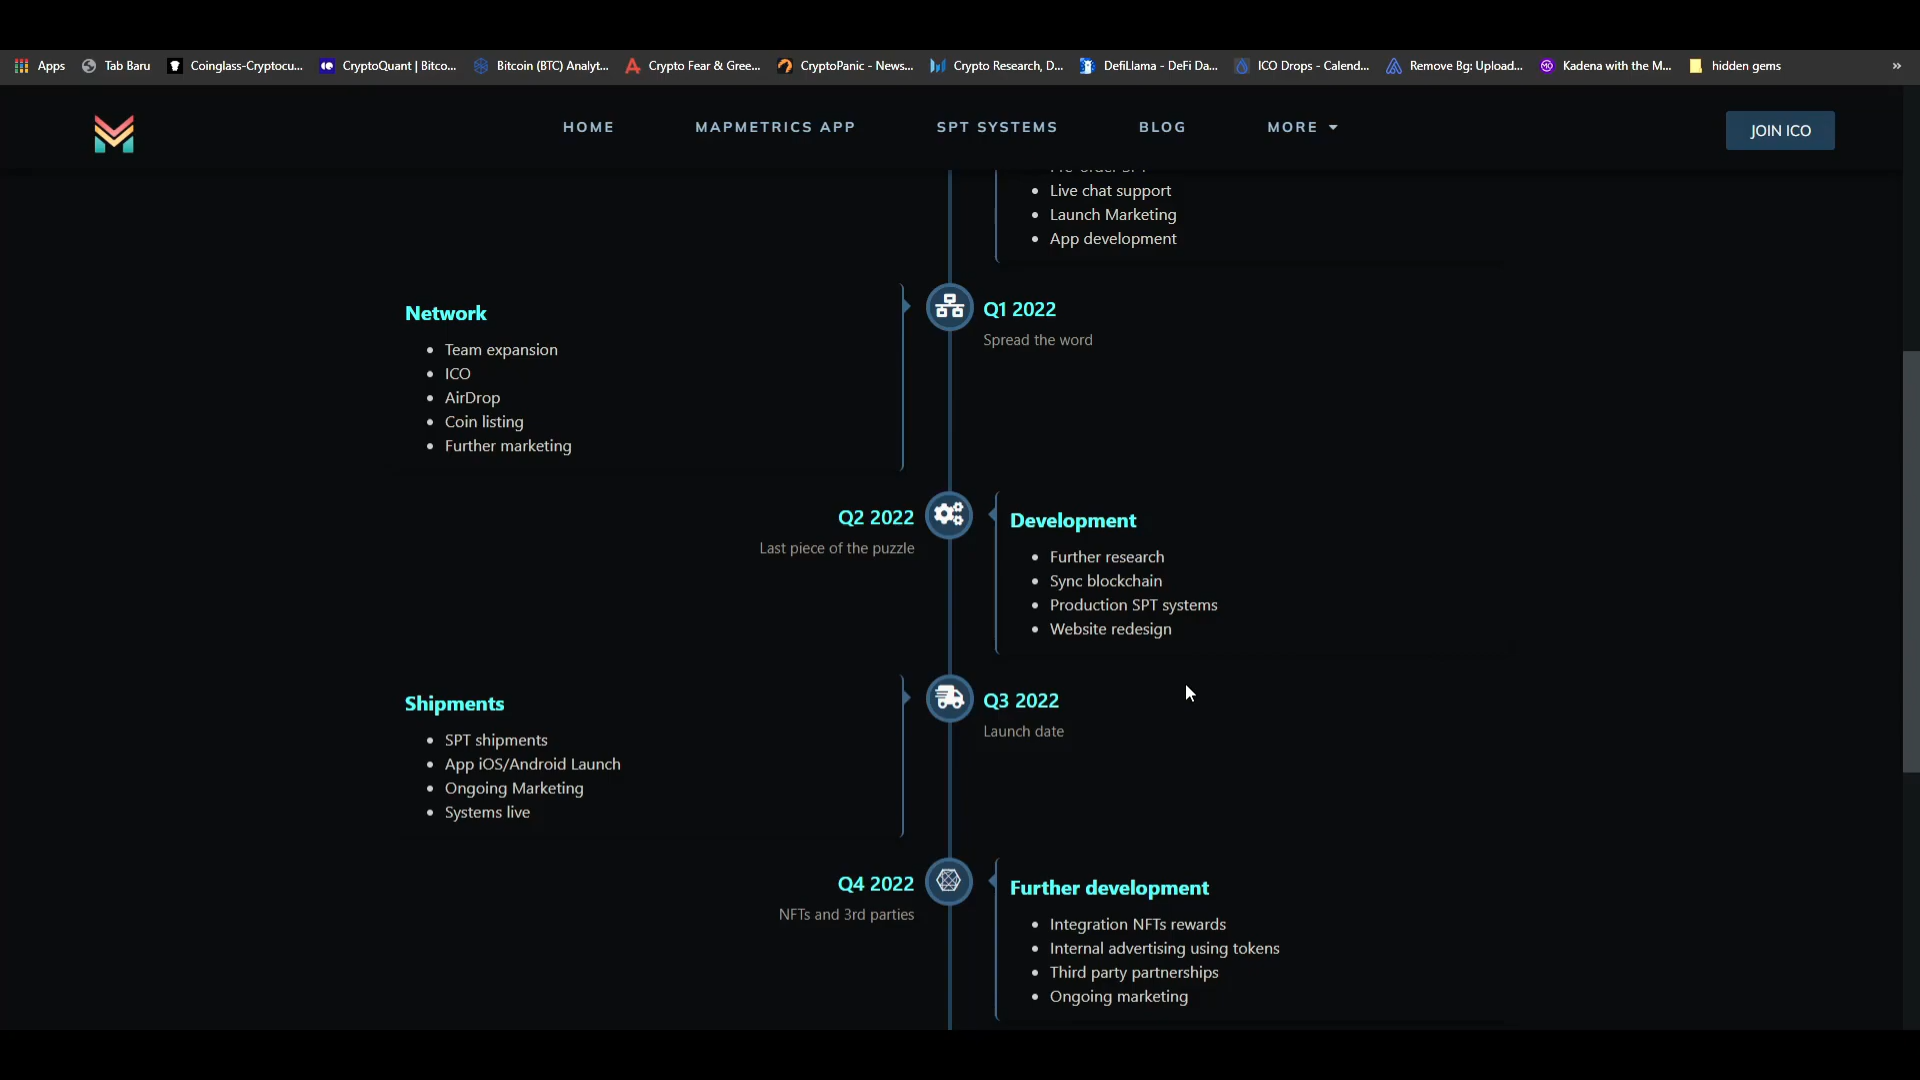 Apps Tab Baru Coinglass-Cryptocu... CryptoQuant | Bitco... Bitcoin (BTC) Analyt... Crypto Fear & Gree... CryptoPanic - News... Crypto Research, D... DefiLlama - DeFi Da... ICO Drops - Calend... Remove Bg: Upload... Kadena with the M... hidden gems »
HOME MAPMETRICS APP SPT SYSTEMS BLOG MORE JOIN ICO
Live chat support
Launch Marketing
App development
Q1 2022
Spread the word
Network
Team expansion
ICO
AirDrop
Coin listing
Further marketing
Q2 2022
Last piece of the puzzle
Development
Further research
Sync blockchain
Production SPT systems
Website redesign
Q3 2022
Launch date
Shipments
SPT shipments
App iOS/Android Launch
Ongoing Marketing
Systems live
Q4 2022
NFTs and 3rd parties
Further development
Integration NFTs rewards
Internal advertising using tokens
Third party partnerships
Ongoing marketing